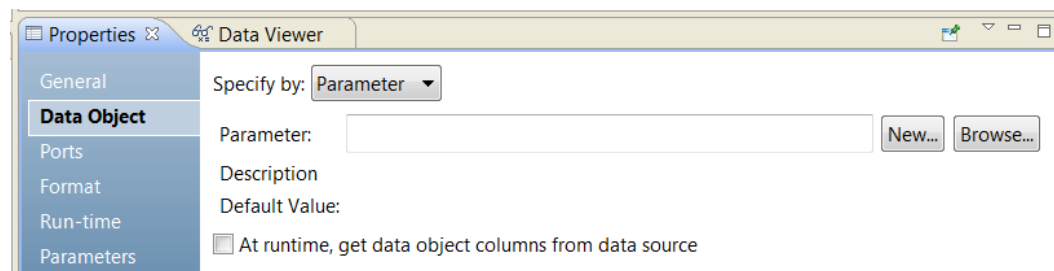 Properties Data Viewer
General
Specify by: Parameter
Data Object
Parameter: New... Browse...
Ports
Description
Format
Default Value:
Run-time
At runtime, get data object columns from data source
Parameters